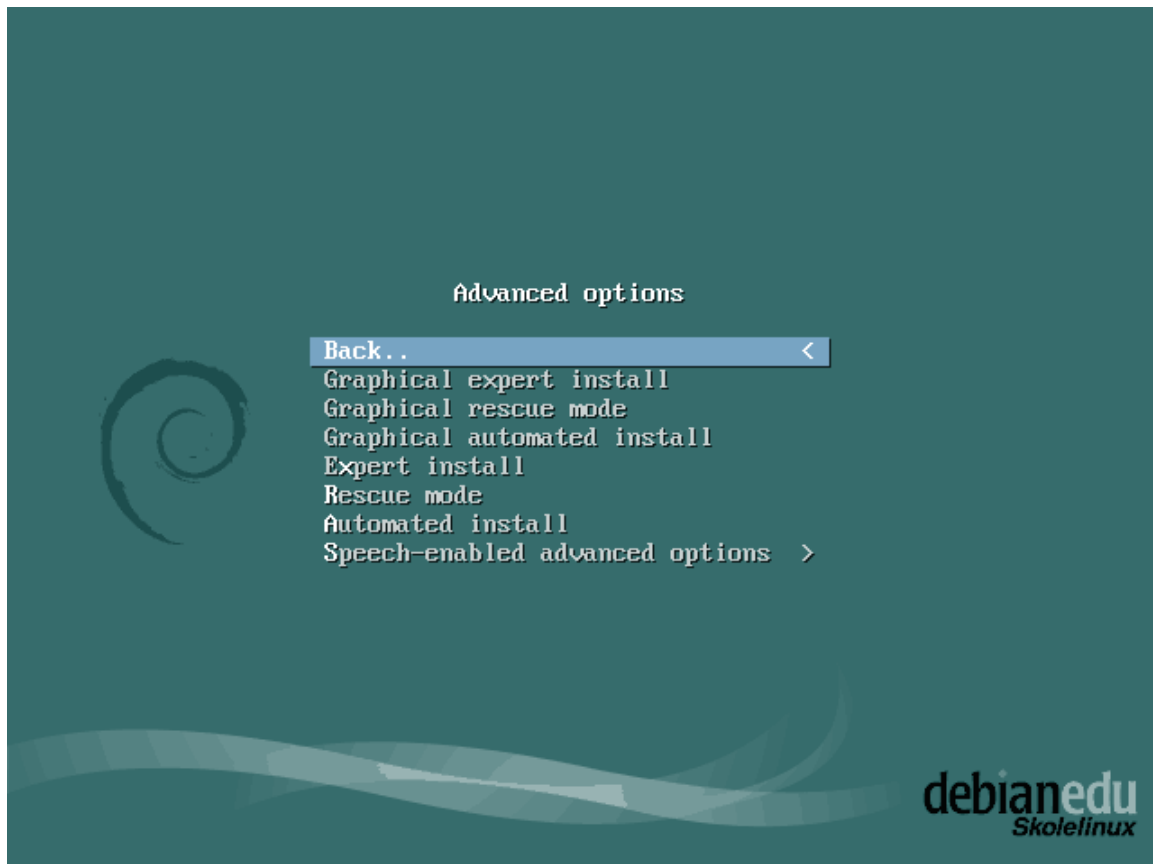 Advanced options
Back.. <
Graphical expert install
Graphical rescue mode
Graphical automated install
Expert install
Rescue mode
Automated install
Speech-enabled advanced options >
debianedu
Skolelinux